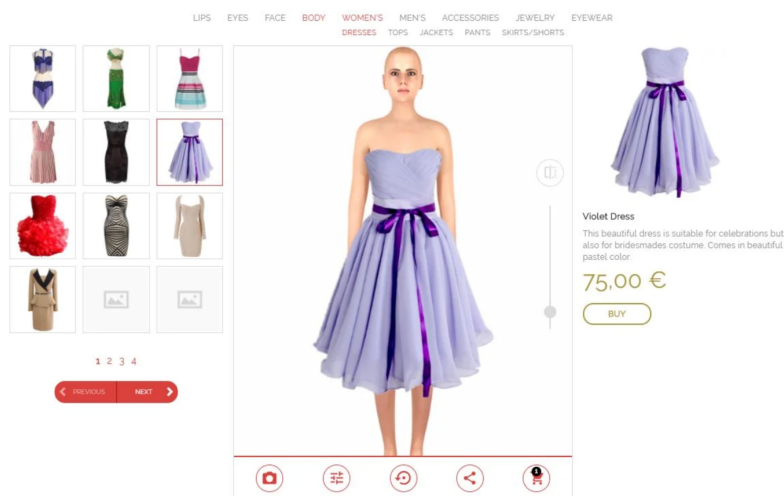 LIPS EYES FACE BODY WOMEN'S MEN'S ACCESSORIES JEWELRY EYEWEAR
DRESSES TOPS JACKETS PANTS SKIRTS/SHORTS
Violet Dress
This beautiful dress is suitable for celebrations but
also for bridesmades costume. Comes in beautiful
pastel color.
75,00 €
BUY
1 2 3 4
PREVIOUS NEXT
1